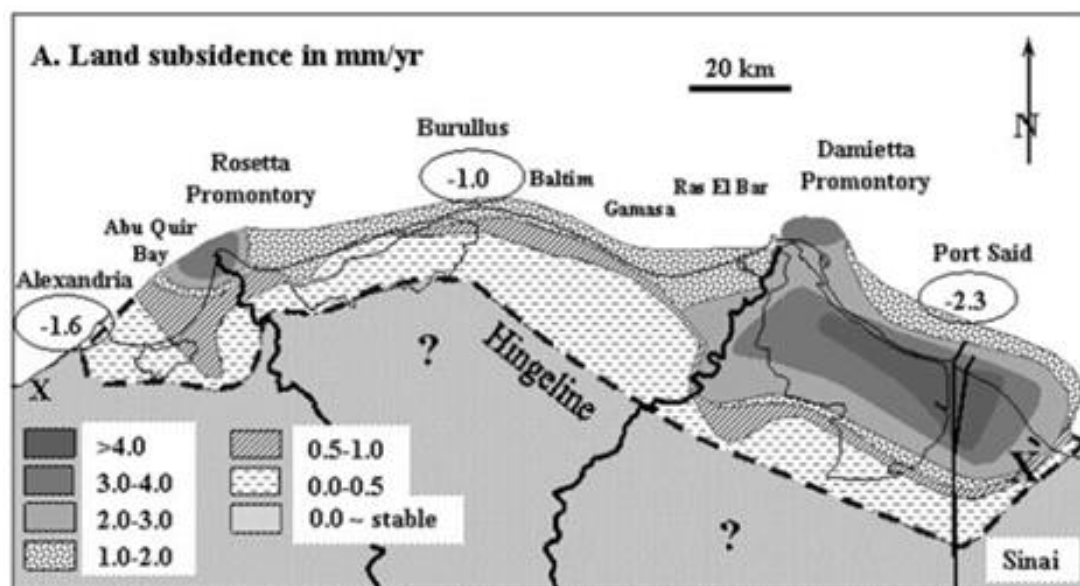 A. Land subsidence in mm/yr
20 km
N
Burullus
-1.0
Baltim
Rosetta
Promontory
Damietta
Promontory
Ras El Bar
Gamasa
Abu Quir
Bay
Port Said
-2.3
Alexandria
-1.6
X
?
Hingeline
X'
>4.0
3.0-4.0
2.0-3.0
1.0-2.0
0.5-1.0
0.0-0.5
0.0 ~ stable
?
Sinai